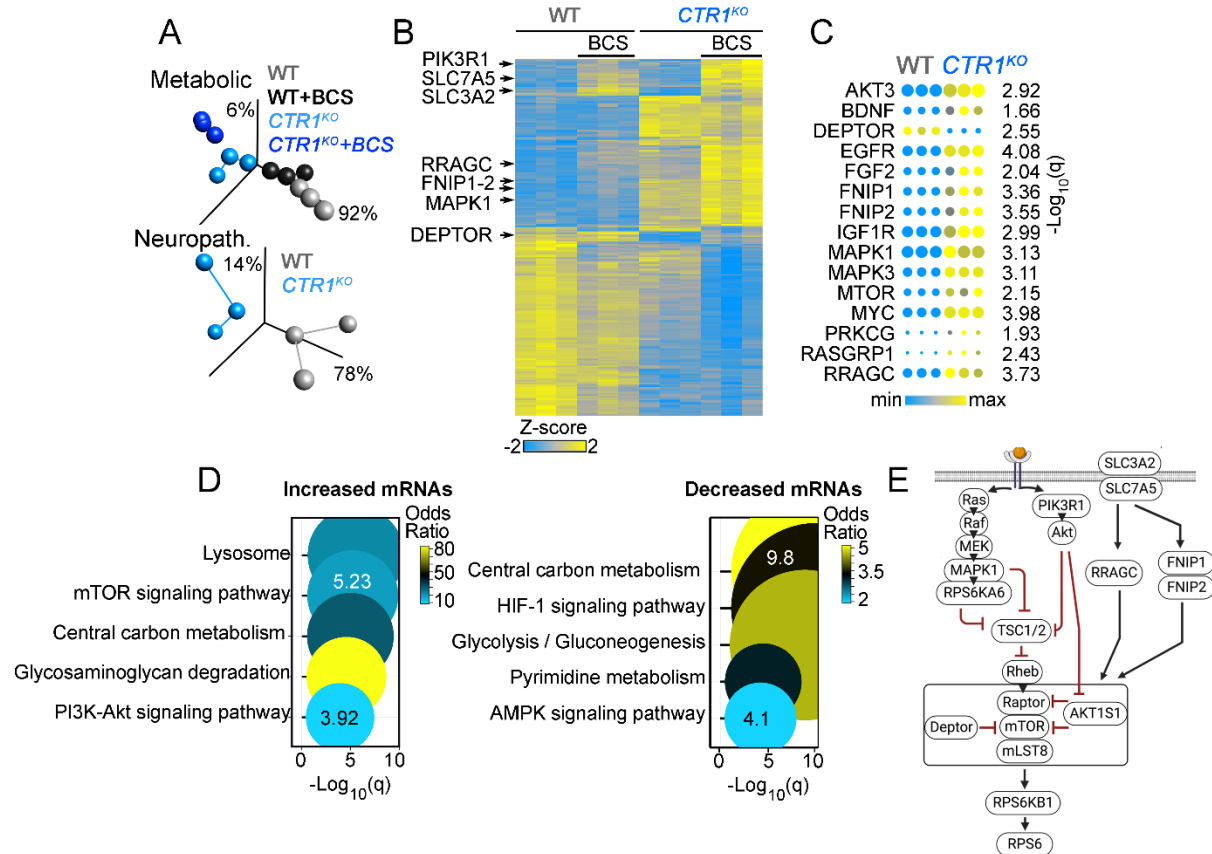 A
Metabolic
WT
WT+BCS
CTR1KO
CTR1KO+BCS
6%
92%
Neuropath.
14%
WT
CTR1KO
78%
B
WT
CTR1KO
BCS
BCS
PIK3R1
SLC7A5
SLC3A2
RRAGC
FNIP1-2
MAPK1
DEPTOR
Z-score
-2 2
C
WT CTR1KO
AKT3 2.92
BDNF 1.66
DEPTOR 2.55
EGFR 4.08
FGF2 2.04
FNIP1 3.36
FNIP2 3.55
IGF1R 2.99
MAPK1 3.13
MAPK3 3.11
MTOR 2.15
MYC 3.98
PRKCG 1.93
RASGRP1 2.43
RRAGC 3.73
-Log10(q)
min max
D
Increased mRNAs
Odds
Ratio
80
50
10
Lysosome
mTOR signaling pathway
5.23
Central carbon metabolism
Glycosaminoglycan degradation
PI3K-Akt signaling pathway
3.92
0 5 10
-Log10(q)
Decreased mRNAs
Odds
Ratio
5
3.5
2
9.8
Central carbon metabolism
HIF-1 signaling pathway
Glycolysis / Gluconeogenesis
Pyrimidine metabolism
AMPK signaling pathway
4.1
0 5 10
-Log10(q)
E
SLC3A2
SLC7A5
Ras
Raf
MEK
MAPK1
RPS6KA6
PIK3R1
Akt
RRAGC
FNIP1
FNIP2
TSC1/2
Rheb
Raptor
AKT1S1
Deptor
mTOR
mLST8
RPS6KB1
RPS6